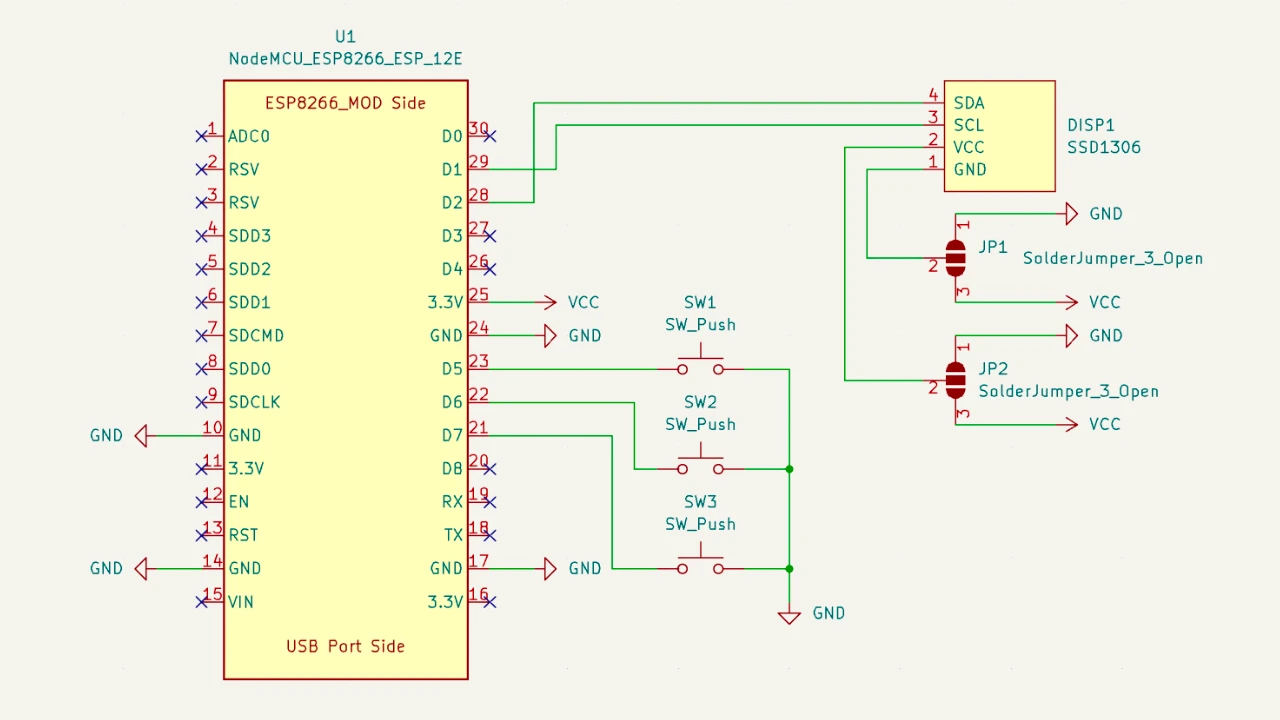 U1
NodeMCU_ESP8266_ESP_12E
ESP8266_MOD Side
1 ADC0
2 RSV
3 RSV
4 SDD3
5 SDD2
6 SDD1
7 SDCMD
8 SDD0
9 SDCLK
GND 10 GND
11 3.3V
12 EN
13 RST
GND 14 GND
15 VIN
D0 30
D1 29
D2 28
D3 27
D4 26
3.3V 25 VCC
GND 24 GND
D5 23
D6 22
D7 21
D8 20
RX 19
TX 18
GND 17 GND
3.3V 16
USB Port Side
SW1
SW_Push
SW2
SW_Push
SW3
SW_Push
GND
4 SDA
3 SCL
2 VCC
1 GND
DISP1
SSD1306
1 GND
JP1
2 SolderJumper_3_Open
3 VCC
1 GND
JP2
2 SolderJumper_3_Open
3 VCC